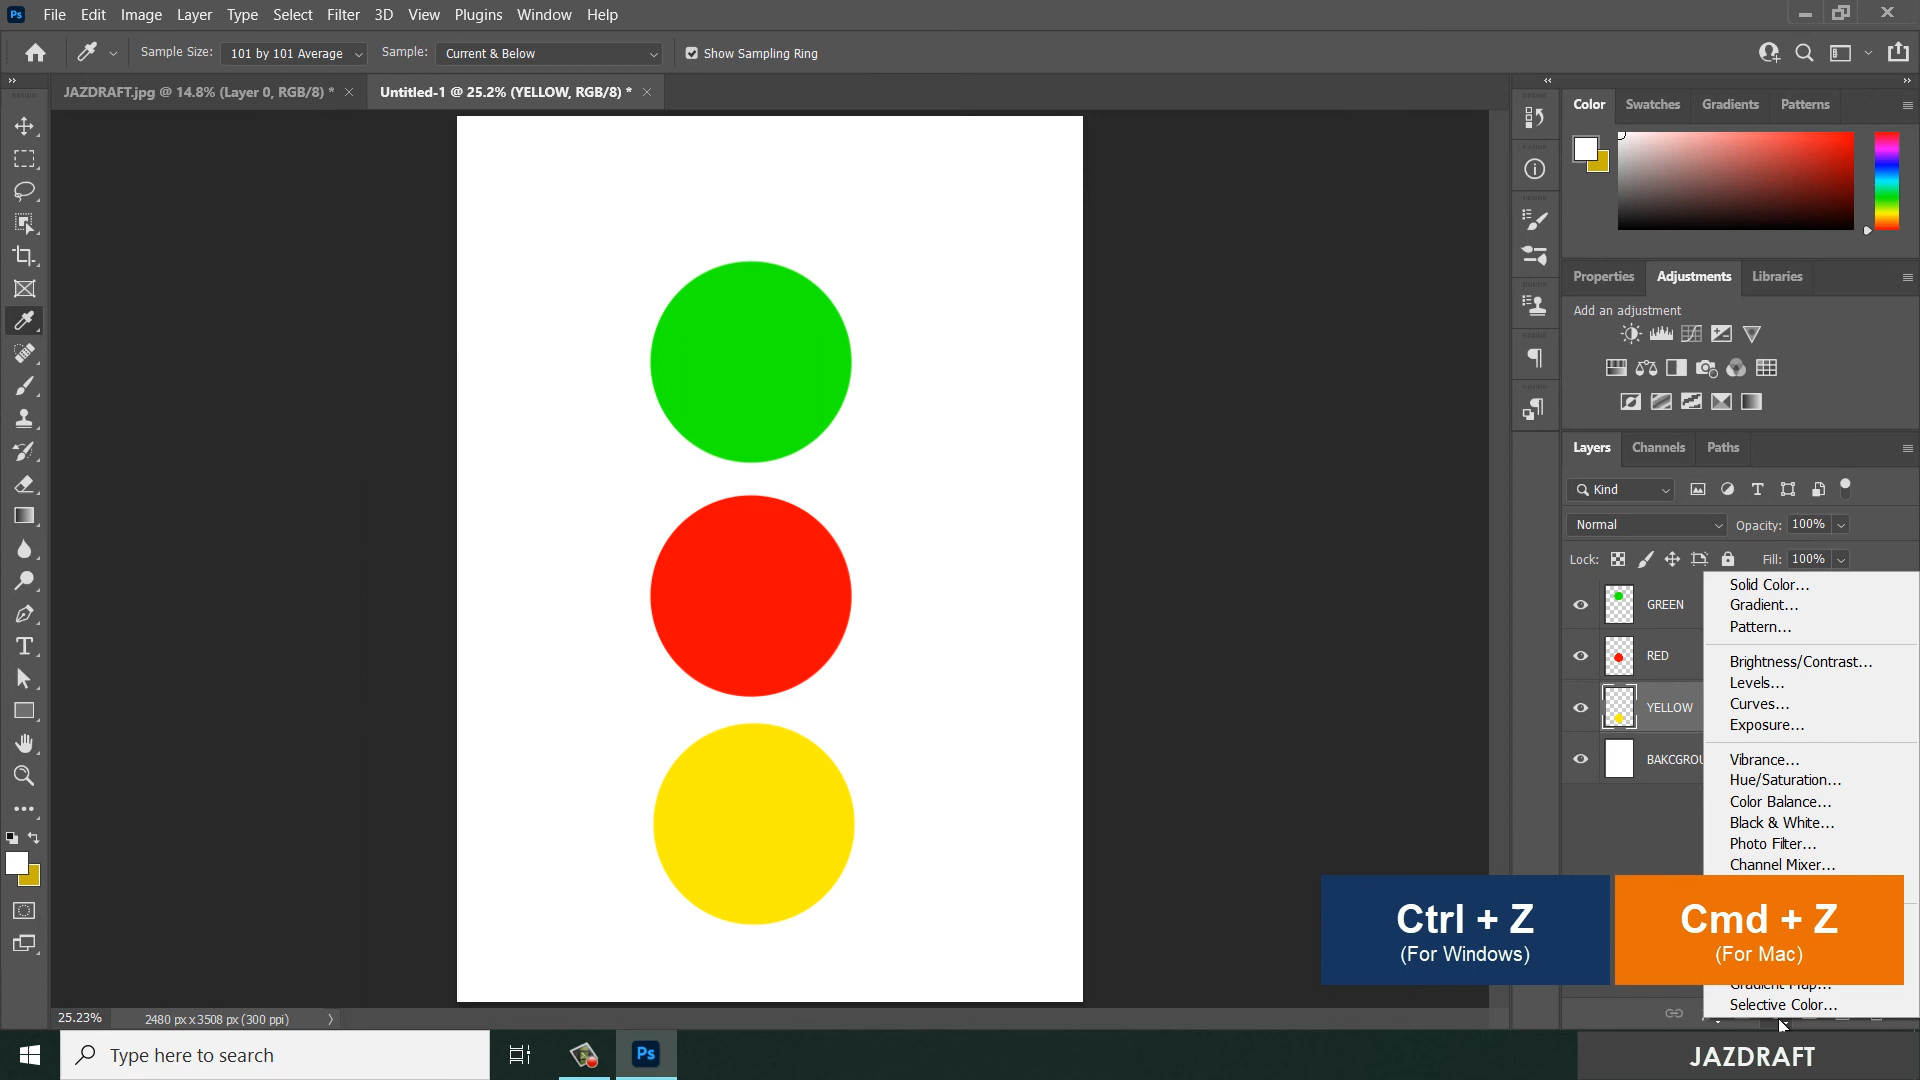 Ps File Edit Image Layer Type Select Filter 3D View Plugins Window Help
Sample Size: 101 by 101 Average Sample: Current & Below Show Sampling Ring
JAZDRAFT.jpg @ 14.8% (Layer 0, RGB/8) * Untitled-1 @ 25.2% (YELLOW, RGB/8) *
Color Swatches Gradients Patterns
Properties Adjustments Libraries
Add an adjustment
Layers Channels Paths
Kind
Normal Opacity: 100%
Lock: Fill: 100%
GREEN
RED
YELLOW
BAKCGROU
Solid Color...
Gradient...
Pattern...
Brightness/Contrast...
Levels...
Curves...
Exposure...
Vibrance...
Hue/Saturation...
Color Balance...
Black & White...
Photo Filter...
Channel Mixer...
Ctrl + Z
(For Windows)
Cmd + Z
(For Mac)
Gradient Map...
Selective Color...
25.23% 2480 px x 3508 px (300 ppi)
Type here to search
Ps
JAZDRAFT